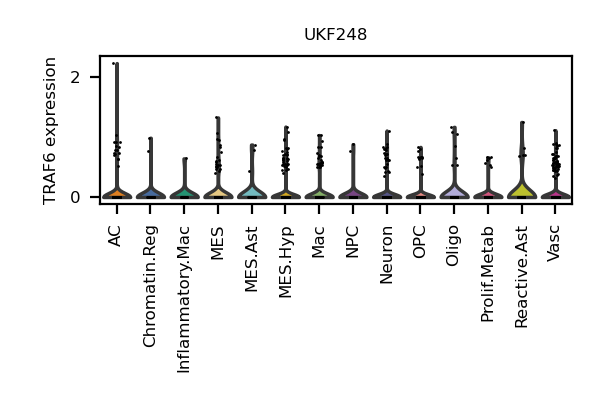 UKF248
TRAF6 expression
2
0
AC
Chromatin.Reg
Inflammatory.Mac
MES
MES.Ast
MES.Hyp
Mac
NPC
Neuron
OPC
Oligo
Prolif.Metab
Reactive.Ast
Vasc